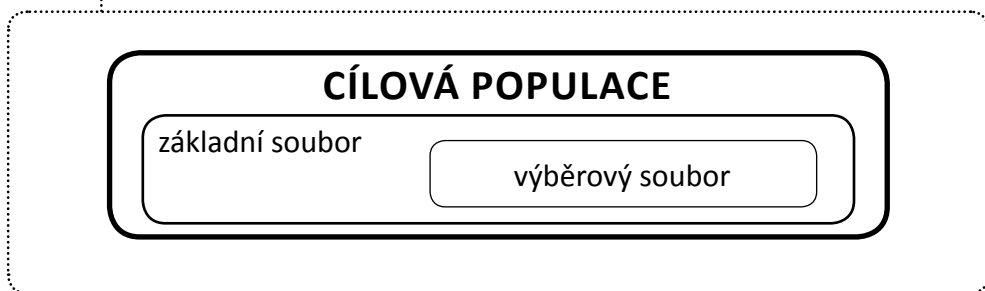 CÍLOVÁ POPULACE
základní soubor
výběrový soubor